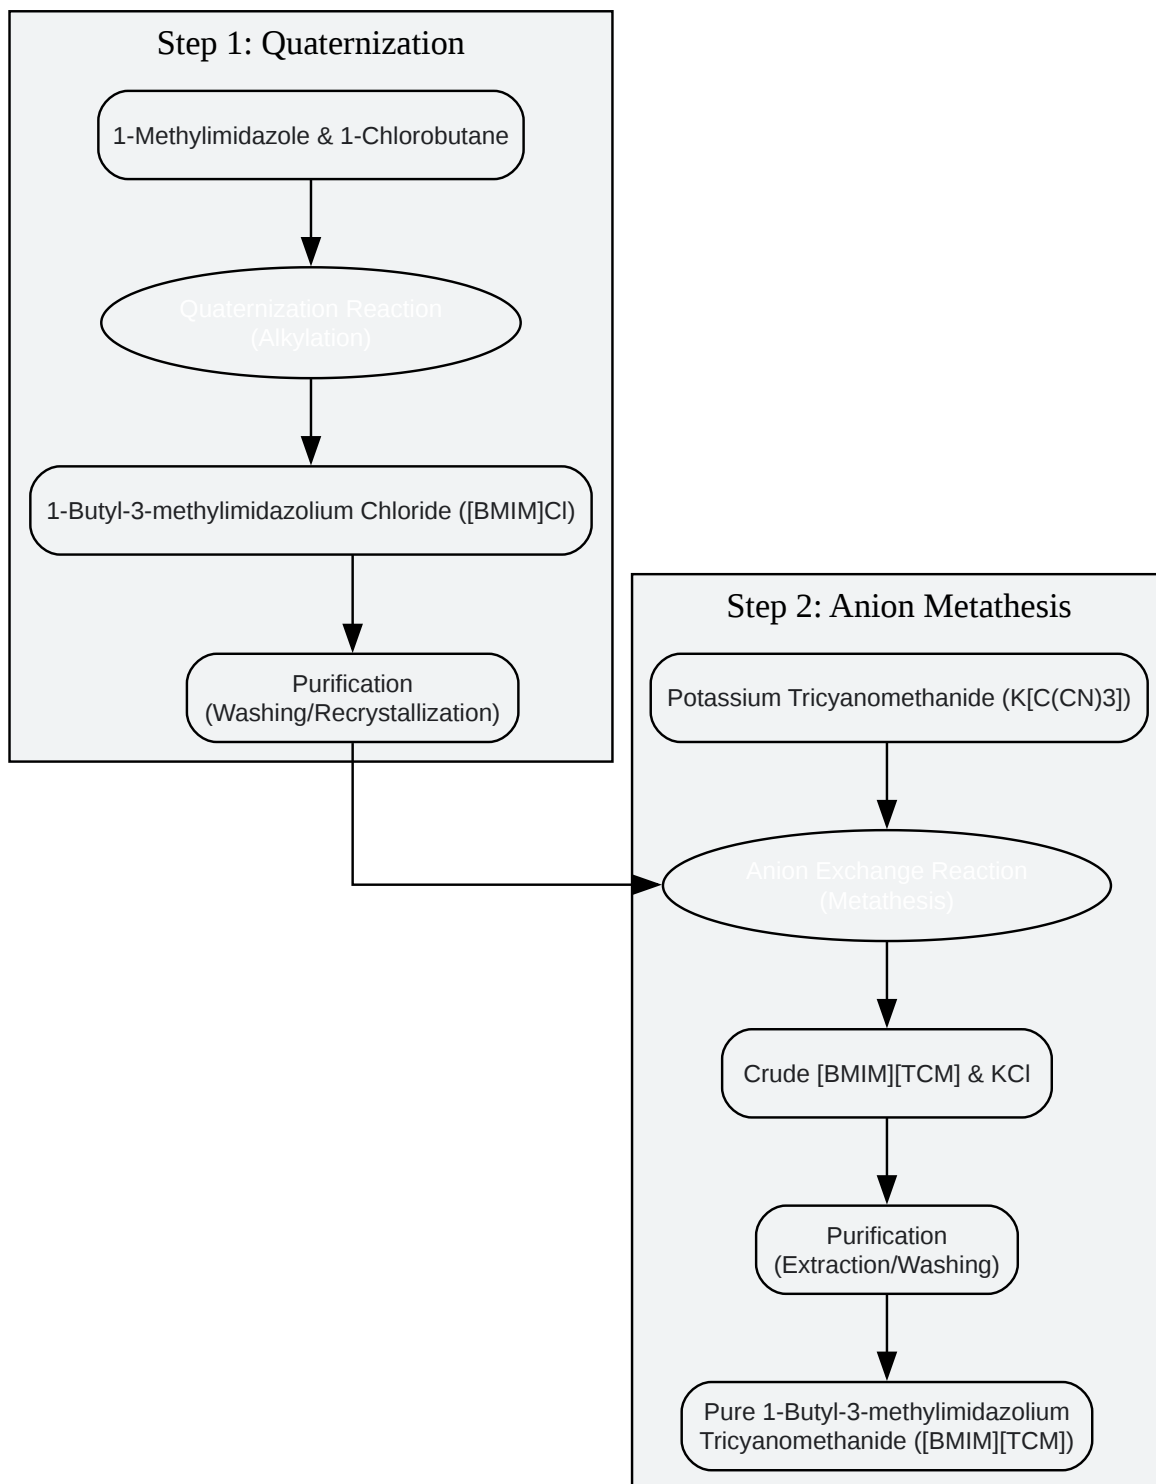 Step 1: Quaternization
1-Methylimidazole & 1-Chlorobutane
Quaternization Reaction
(Alkylation)
1-Butyl-3-methylimidazolium Chloride ([BMIM]Cl)
Purification
(Washing/Recrystallization)
Step 2: Anion Metathesis
Potassium Tricyanomethanide (K[C(CN)3])
Anion Exchange Reaction
(Metathesis)
Crude [BMIM][TCM] & KCl
Purification
(Extraction/Washing)
Pure 1-Butyl-3-methylimidazolium
Tricyanomethanide ([BMIM][TCM])